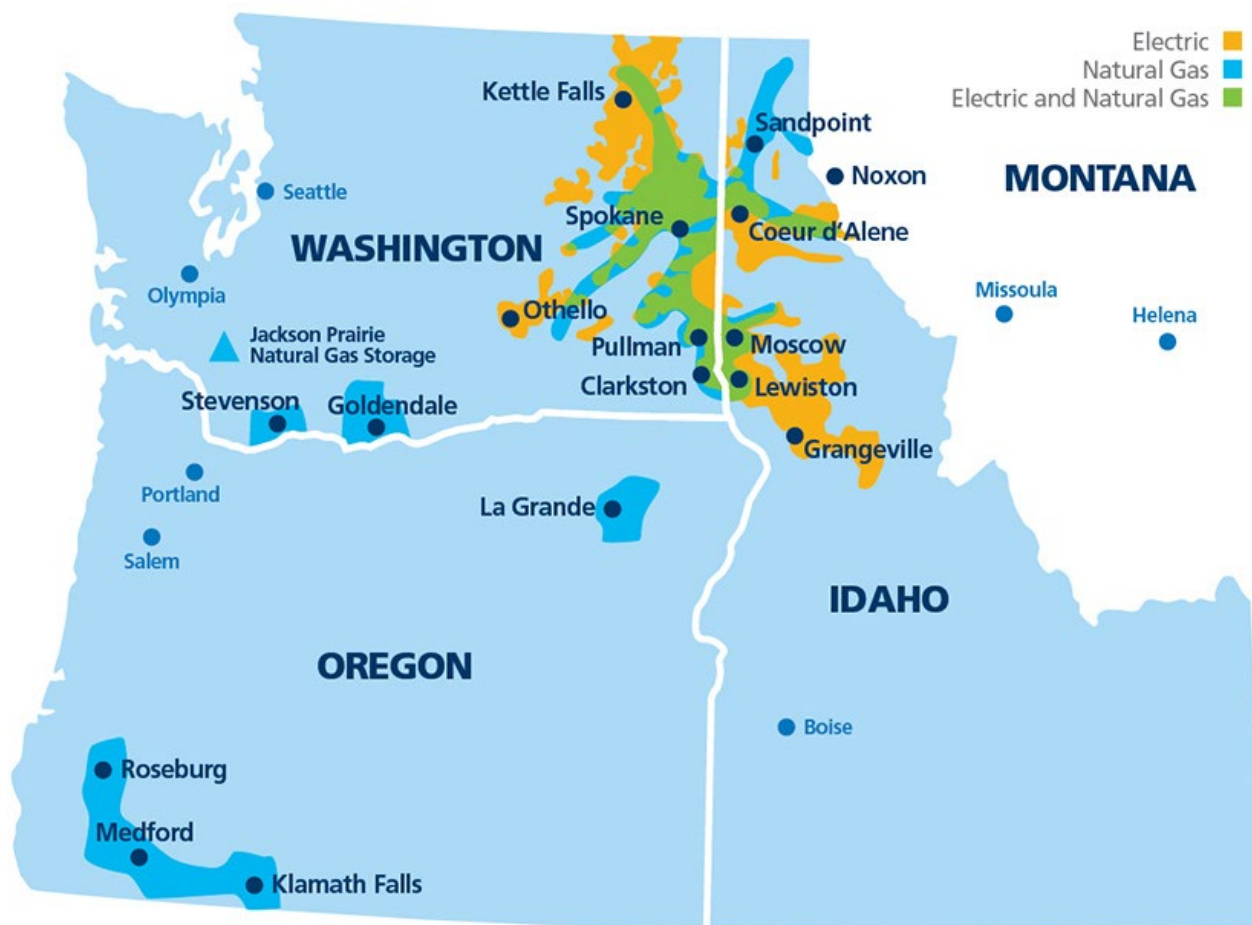 Electric
Natural Gas
Electric and Natural Gas
Kettle Falls
Sandpoint
Noxon
MONTANA
Seattle
Spokane
Coeur d'Alene
WASHINGTON
Olympia
Othello
Missoula
Helena
Jackson Prairie
Natural Gas Storage
Pullman
Moscow
Clarkston
Lewiston
Stevenson
Goldendale
Grangeville
Portland
La Grande
Salem
IDAHO
OREGON
Boise
Roseburg
Medford
Klamath Falls